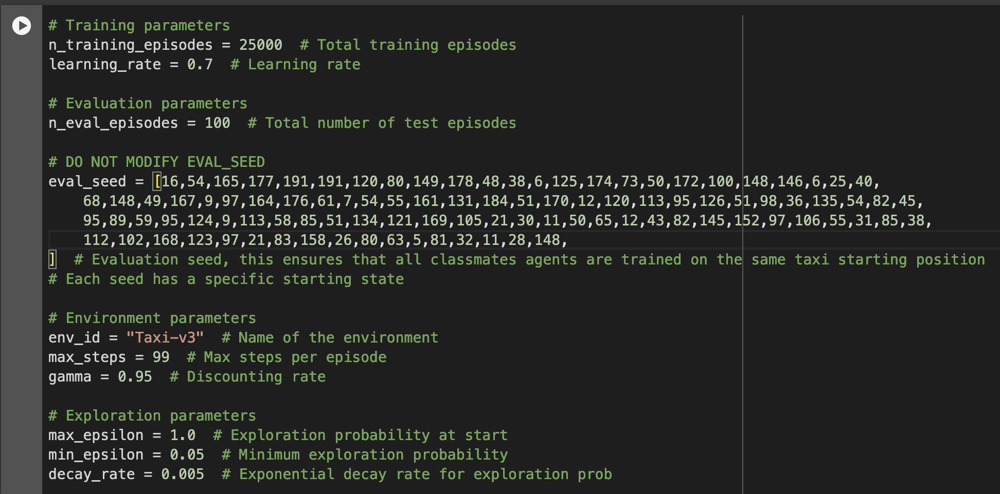 # Training parameters
n_training_episodes = 25000  # Total training episodes
learning_rate = 0.7  # Learning rate
# Evaluation parameters
n_eval_episodes = 100  # Total number of test episodes
# DO NOT MODIFY EVAL_SEED
eval_seed = [16,54,165,177,191,191,120,80,149,178,48,38,6,125,174,73,50,172,100,148,146,6,25,40,
68,148,49,167,9,97,164,176,61,7,54,55,161,131,184,51,170,12,120,113,95,126,51,98,36,135,54,82,45,
95,89,59,95,124,9,113,58,85,51,134,121,169,105,21,30,11,50,65,12,43,82,145,152,97,106,55,31,85,38,
112,102,168,123,97,21,83,158,26,80,63,5,81,32,11,28,148,
]  # Evaluation seed, this ensures that all classmates agents are trained on the same taxi starting position
# Each seed has a specific starting state
# Environment parameters
env_id = "Taxi-v3"  # Name of the environment
max_steps = 99  # Max steps per episode
gamma = 0.95  # Discounting rate
# Exploration parameters
max_epsilon = 1.0  # Exploration probability at start
min_epsilon = 0.05  # Minimum exploration probability
decay_rate = 0.005  # Exponential decay rate for exploration prob